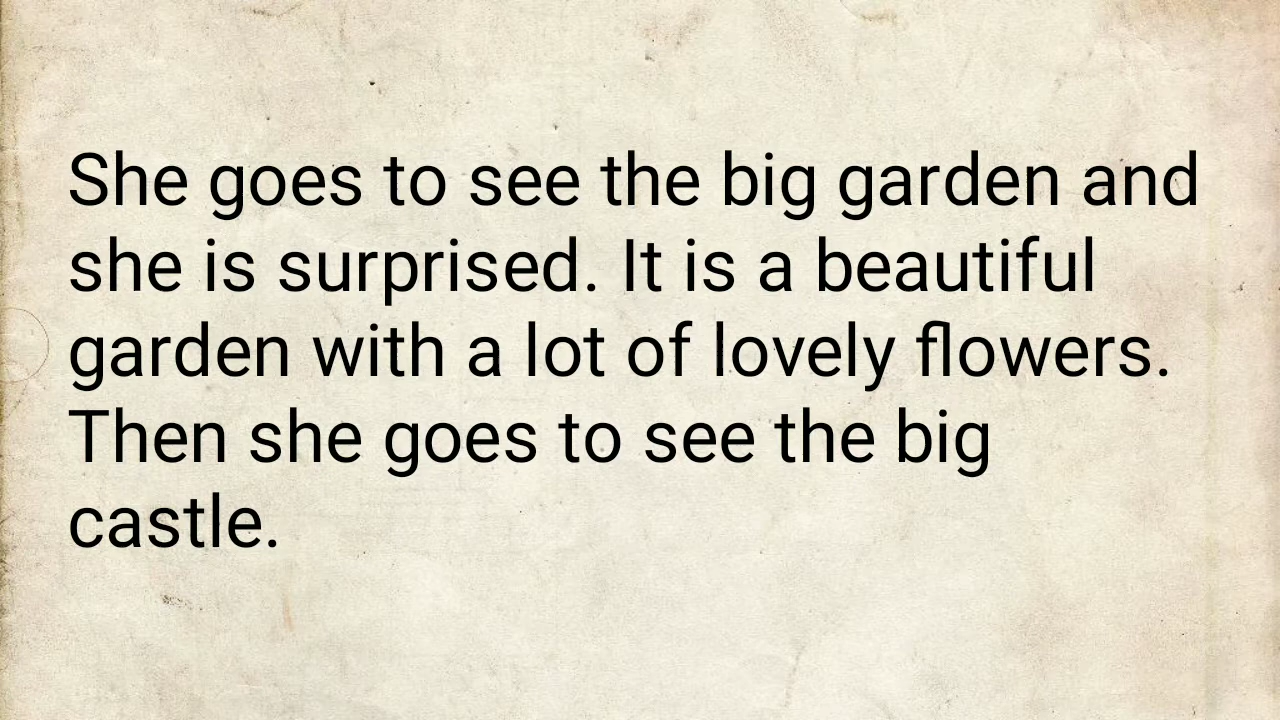 She goes to see the big garden and
she is surprised. It is a beautiful
garden with a lot of lovely flowers.
Then she goes to see the big
castle.